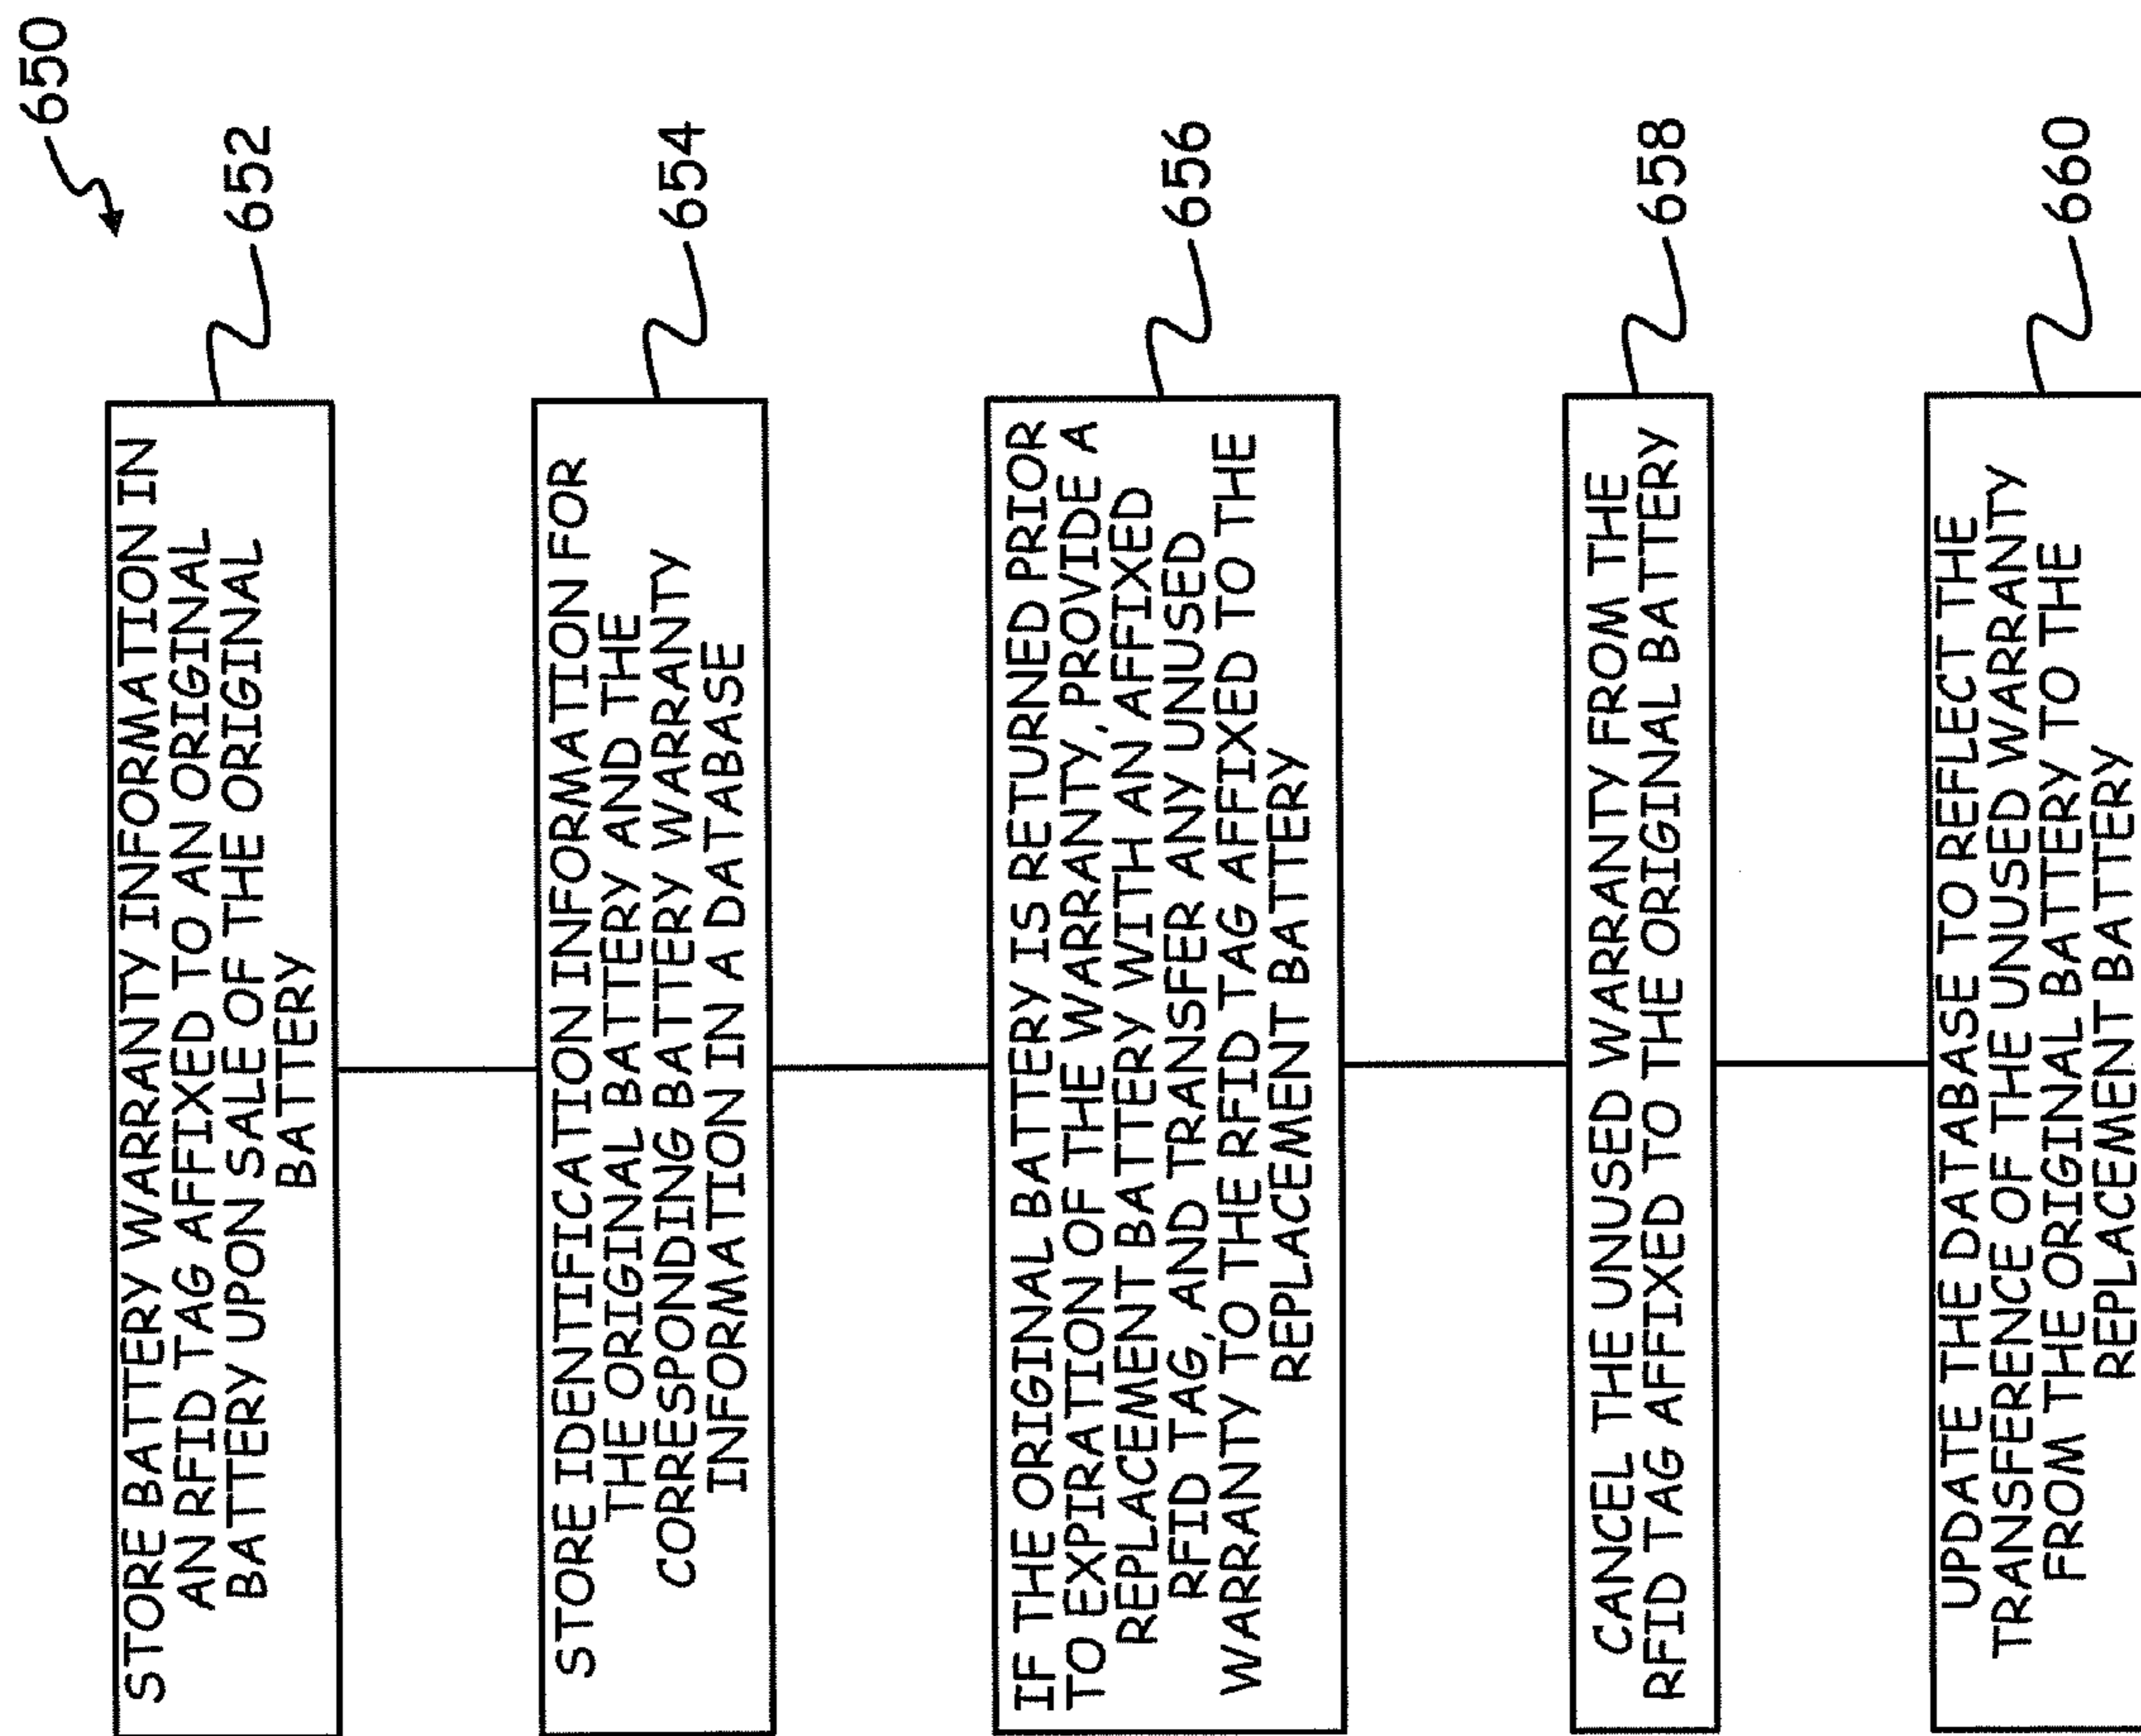 650
STORE BATTERY WARRANTY INFORMATION IN
AN RFID TAG AFFIXED TO AN ORIGINAL
BATTERY UPON SALE OF THE ORIGINAL
BATTERY
652
STORE IDENTIFICATION INFORMATION FOR
THE ORIGINAL BATTERY AND THE
CORRESPONDING BATTERY WARRANTY
INFORMATION IN A DATABASE
654
IF THE ORIGINAL BATTERY IS RETURNED PRIOR
TO EXPIRATION OF THE WARRANTY, PROVIDE A
REPLACEMENT BATTERY WITH AN AFFIXED
RFID TAG, AND TRANSFER ANY UNUSED
WARRANTY TO THE RFID TAG AFFIXED TO THE
REPLACEMENT BATTERY
656
CANCEL THE UNUSED WARRANTY FROM THE
RFID TAG AFFIXED TO THE ORIGINAL BATTERY
658
UPDATE THE DATABASE TO REFLECT THE
TRANSFERENCE OF THE UNUSED WARRANTY
FROM THE ORIGINAL BATTERY TO THE
REPLACEMENT BATTERY
660